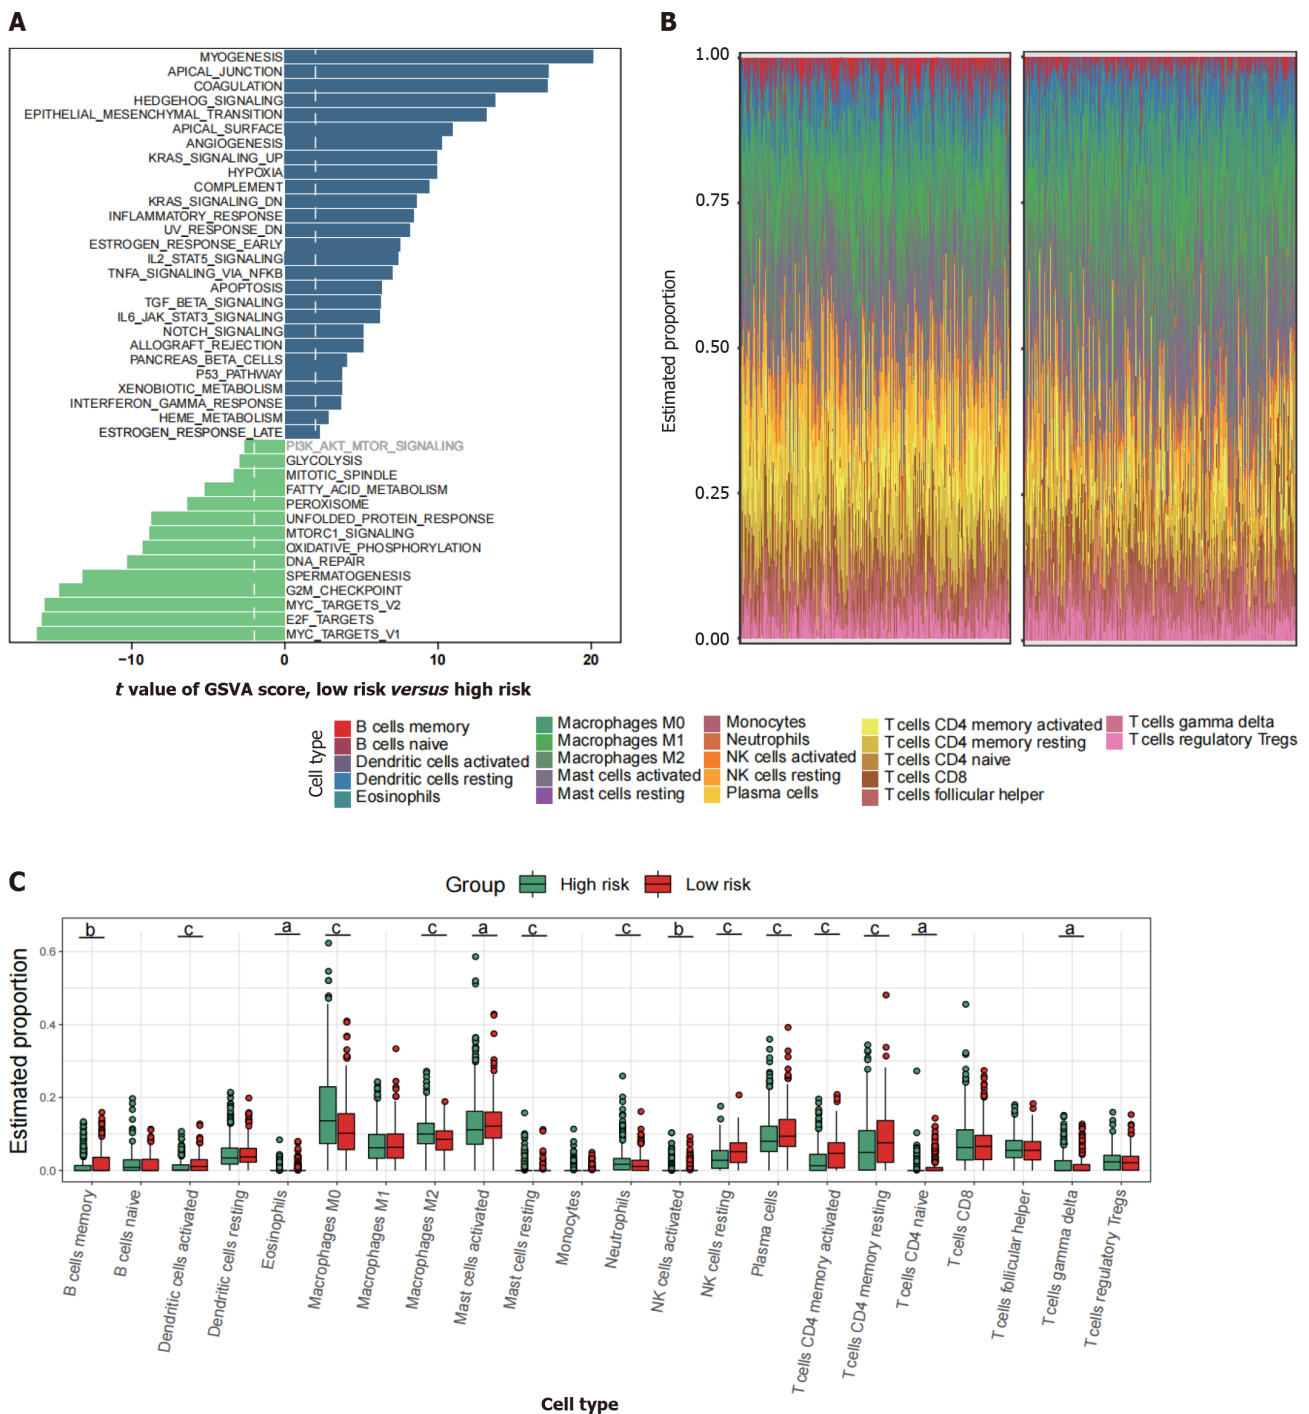 A
MYOGENESIS
APICAL_JUNCTION
COAGULATION
HEDGEHOG_SIGNALING
EPITHELIAL_MESENCHYMAL_TRANSITION
APICAL_SURFACE
ANGIOGENESIS
KRAS_SIGNALING_UP
HYPOXIA
COMPLEMENT
KRAS_SIGNALING_DN
INFLAMMATORY_RESPONSE
UV_RESPONSE_DN
ESTROGEN_RESPONSE_EARLY
IL2_STAT5_SIGNALING
TNFA_SIGNALING_VIA_NFKB
APOPTOSIS
TGF_BETA_SIGNALING
IL6_JAK_STAT3_SIGNALING
NOTCH_SIGNALING
ALLOGRAFT_REJECTION
PANCREAS_BETA_CELLS
P53_PATHWAY
XENOBIOTIC_METABOLISM
INTERFERON_GAMMA_RESPONSE
HEME_METABOLISM
ESTROGEN_RESPONSE_LATE
PI3K_AKT_MTOR_SIGNALING
GLYCOLYSIS
MITOTIC_SPINDLE
FATTY_ACID_METABOLISM
PEROXISOME
UNFOLDED_PROTEIN_RESPONSE
MTORC1_SIGNALING
OXIDATIVE_PHOSPHORYLATION
DNA_REPAIR
SPERMATOGENESIS
G2M_CHECKPOINT
MYC_TARGETS_V2
E2F_TARGETS
MYC_TARGETS_V1
−10 0 10 20
t value of GSVA score, low risk versus high risk
B
Estimated proportion
1.00
0.75
0.50
0.25
0.00
Cell type
B cells memory
B cells naive
Dendritic cells activated
Dendritic cells resting
Eosinophils
Macrophages M0
Macrophages M1
Macrophages M2
Mast cells activated
Mast cells resting
Monocytes
Neutrophils
NK cells activated
NK cells resting
Plasma cells
T cells CD4 memory activated
T cells CD4 memory resting
T cells CD4 naive
T cells CD8
T cells follicular helper
T cells gamma delta
T cells regulatory Tregs
C
Group High risk Low risk
Estimated proportion
0.6
0.4
0.2
0.0
b c a c c a c c b c c c c a a
B cells memory
B cells naive
Dendritic cells activated
Dendritic cells resting
Eosinophils
Macrophages M0
Macrophages M1
Macrophages M2
Mast cells activated
Mast cells resting
Monocytes
Neutrophils
NK cells activated
NK cells resting
Plasma cells
T cells CD4 memory activated
T cells CD4 memory resting
T cells CD4 naive
T cells CD8
T cells follicular helper
T cells gamma delta
T cells regulatory Tregs
Cell type